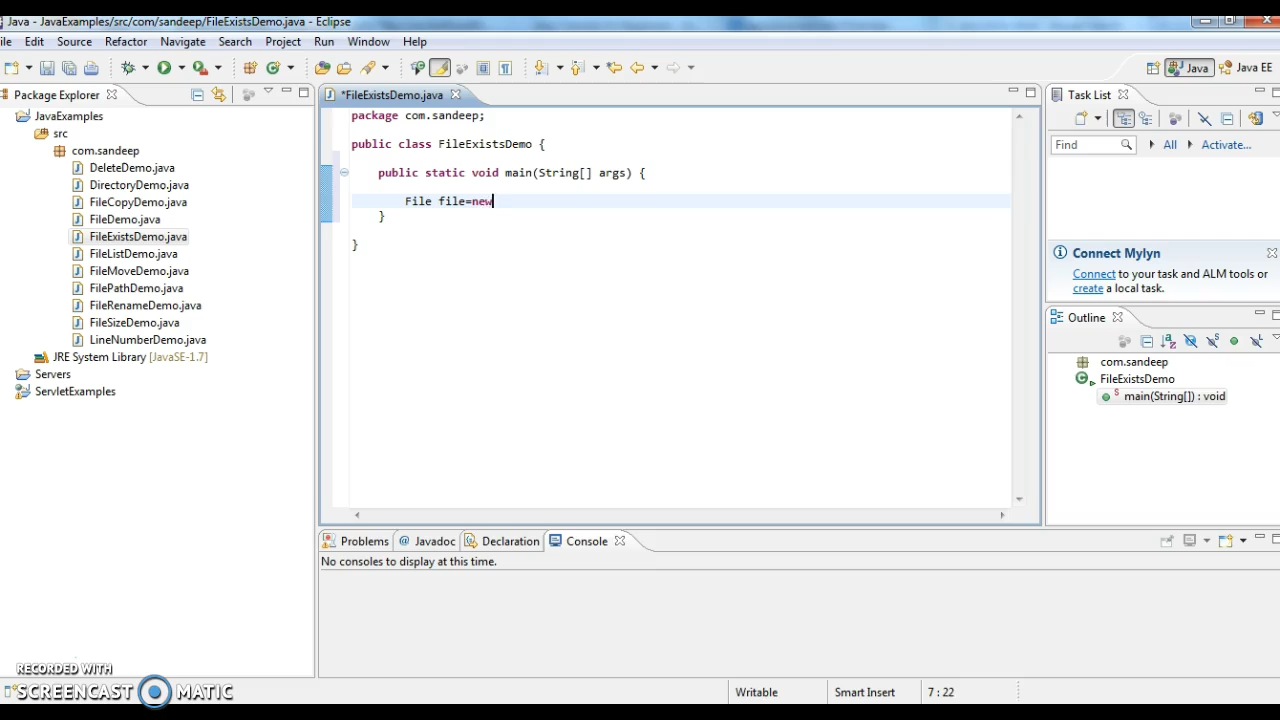 Java - JavaExamples/src/com/sandeep/FileExistsDemo.java - Eclipse
ile Edit Source Refactor Navigate Search Project Run Window Help
Java Java EE
Package Explorer
JavaExamples
src
com.sandeep
DeleteDemo.java
DirectoryDemo.java
FileCopyDemo.java
FileDemo.java
FileExistsDemo.java
FileListDemo.java
FileMoveDemo.java
FilePathDemo.java
FileRenameDemo.java
FileSizeDemo.java
LineNumberDemo.java
JRE System Library [JavaSE-1.7]
Servers
ServletExamples
*FileExistsDemo.java
package com.sandeep;
public class FileExistsDemo {
public static void main(String[] args) {
File file=new
}
}
Task List
Find All Activate...
Connect Mylyn
Connect to your task and ALM tools or
create a local task.
Outline
com.sandeep
FileExistsDemo
main(String[]) : void
Problems @ Javadoc Declaration Console
No consoles to display at this time.
Writable Smart Insert 7 : 22
RECORDED WITH
SCREENCAST MATIC